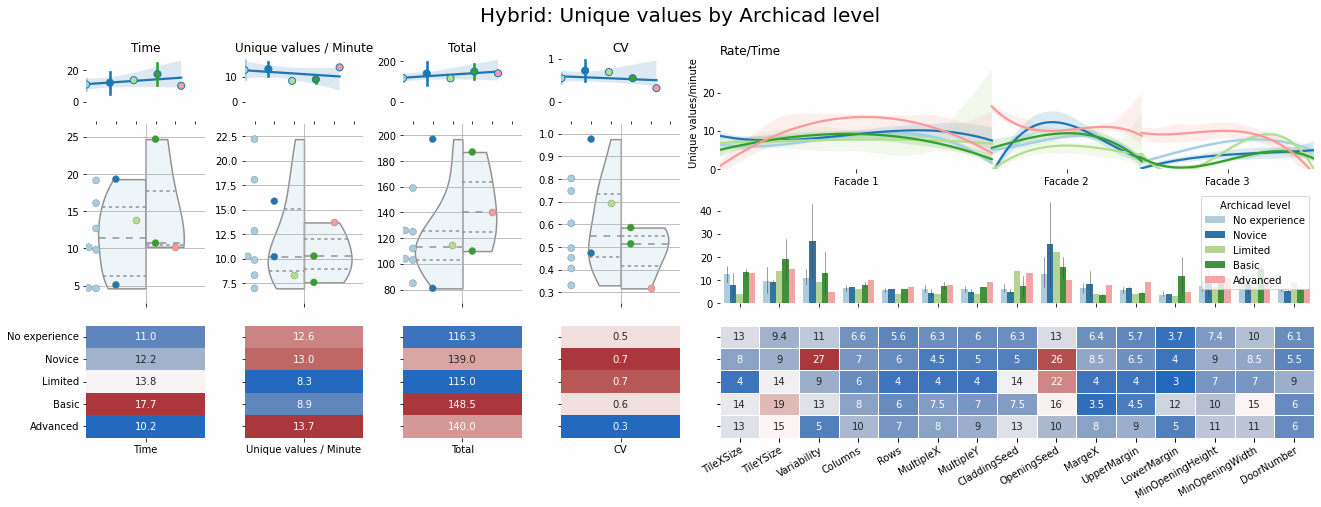 Hybrid: Unique values by Archicad level
Time
Unique values / Minute
Total
CV
Rate/Time
20
0
10
0
200
0
1
0
Unique values/minute
20
10
0
Facade 1
Facade 2
Facade 3
25
20
15
10
5
22.5
20.0
17.5
15.0
12.5
10.0
7.5
200
180
160
140
120
100
80
1.0
0.9
0.8
0.7
0.6
0.5
0.4
0.3
40
30
20
10
0
Archicad level
No experience
Novice
Limited
Basic
Advanced
No experience 11.0 12.6 116.3 0.5 13 9.4 11 6.6 5.6 6.3 6 6.3 13 6.4 5.7 3.7 7.4 10 6.1
Novice 12.2 13.0 139.0 0.7 8 9 27 7 6 4.5 5 5 26 8.5 6.5 4 9 8.5 5.5
Limited 13.8 8.3 115.0 0.7 4 14 9 6 4 4 4 14 22 4 4 3 7 7 9
Basic 17.7 8.9 148.5 0.6 14 19 13 8 6 7.5 7 7.5 16 3.5 4.5 12 10 15 6
Advanced 10.2 13.7 140.0 0.3 13 15 5 10 7 8 9 13 10 8 9 5 11 11 6
Time
Unique values / Minute
Total
CV
TileXSize
TileYSize
Variability
Columns
Rows
MultipleX
MultipleY
CladdingSeed
OpeningSeed
MargeX
UpperMargin
LowerMargin
MinOpeningHeight
MinOpeningWidth
DoorNumber